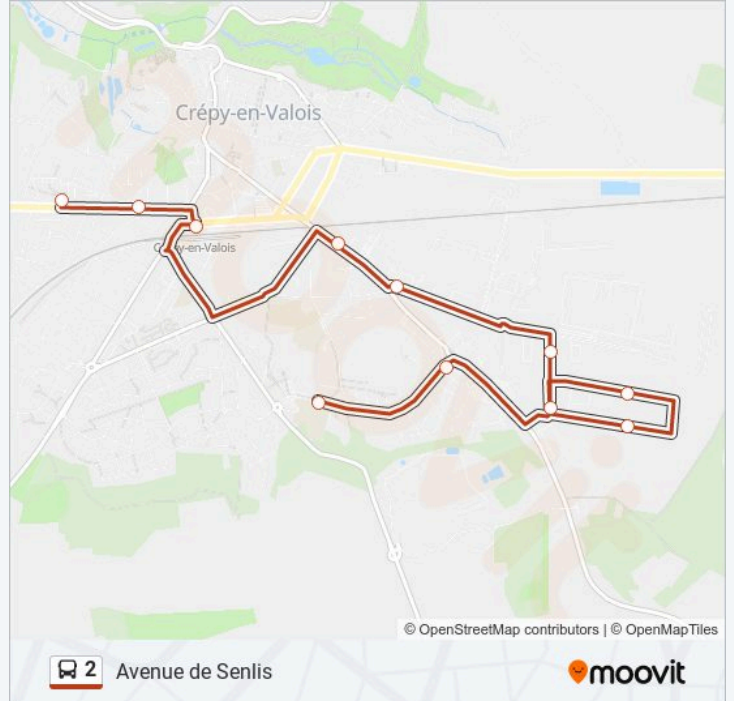 Crépy-en-Valois
Crépy-en-Valois
© OpenStreetMap contributors | © OpenMapTiles
2 Avenue de Senlis
moovit